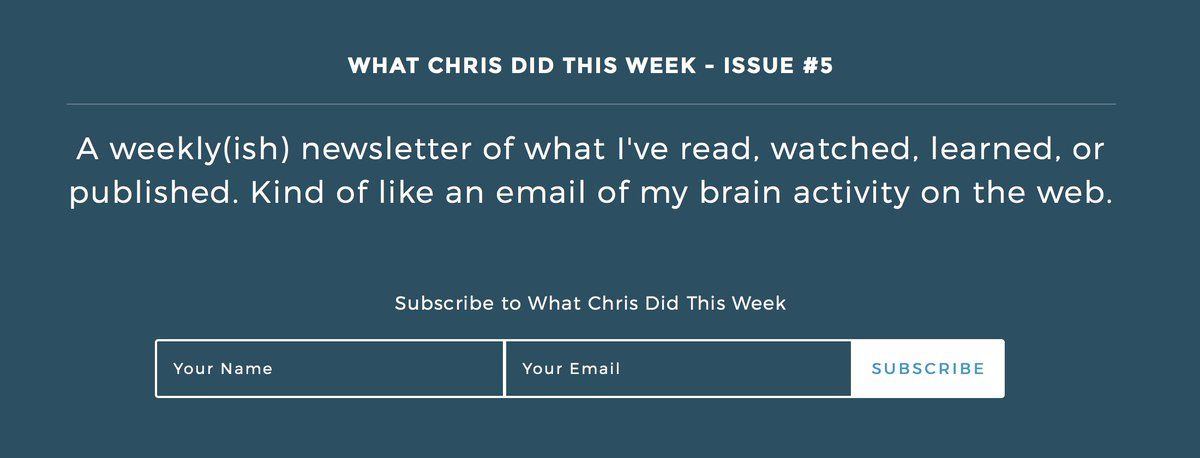 WHAT CHRIS DID THIS WEEK - ISSUE #5
A weekly(ish) newsletter of what I've read, watched, learned, or
published. Kind of like an email of my brain activity on the web.
Subscribe to What Chris Did This Week
Your Name Your Email SUBSCRIBE